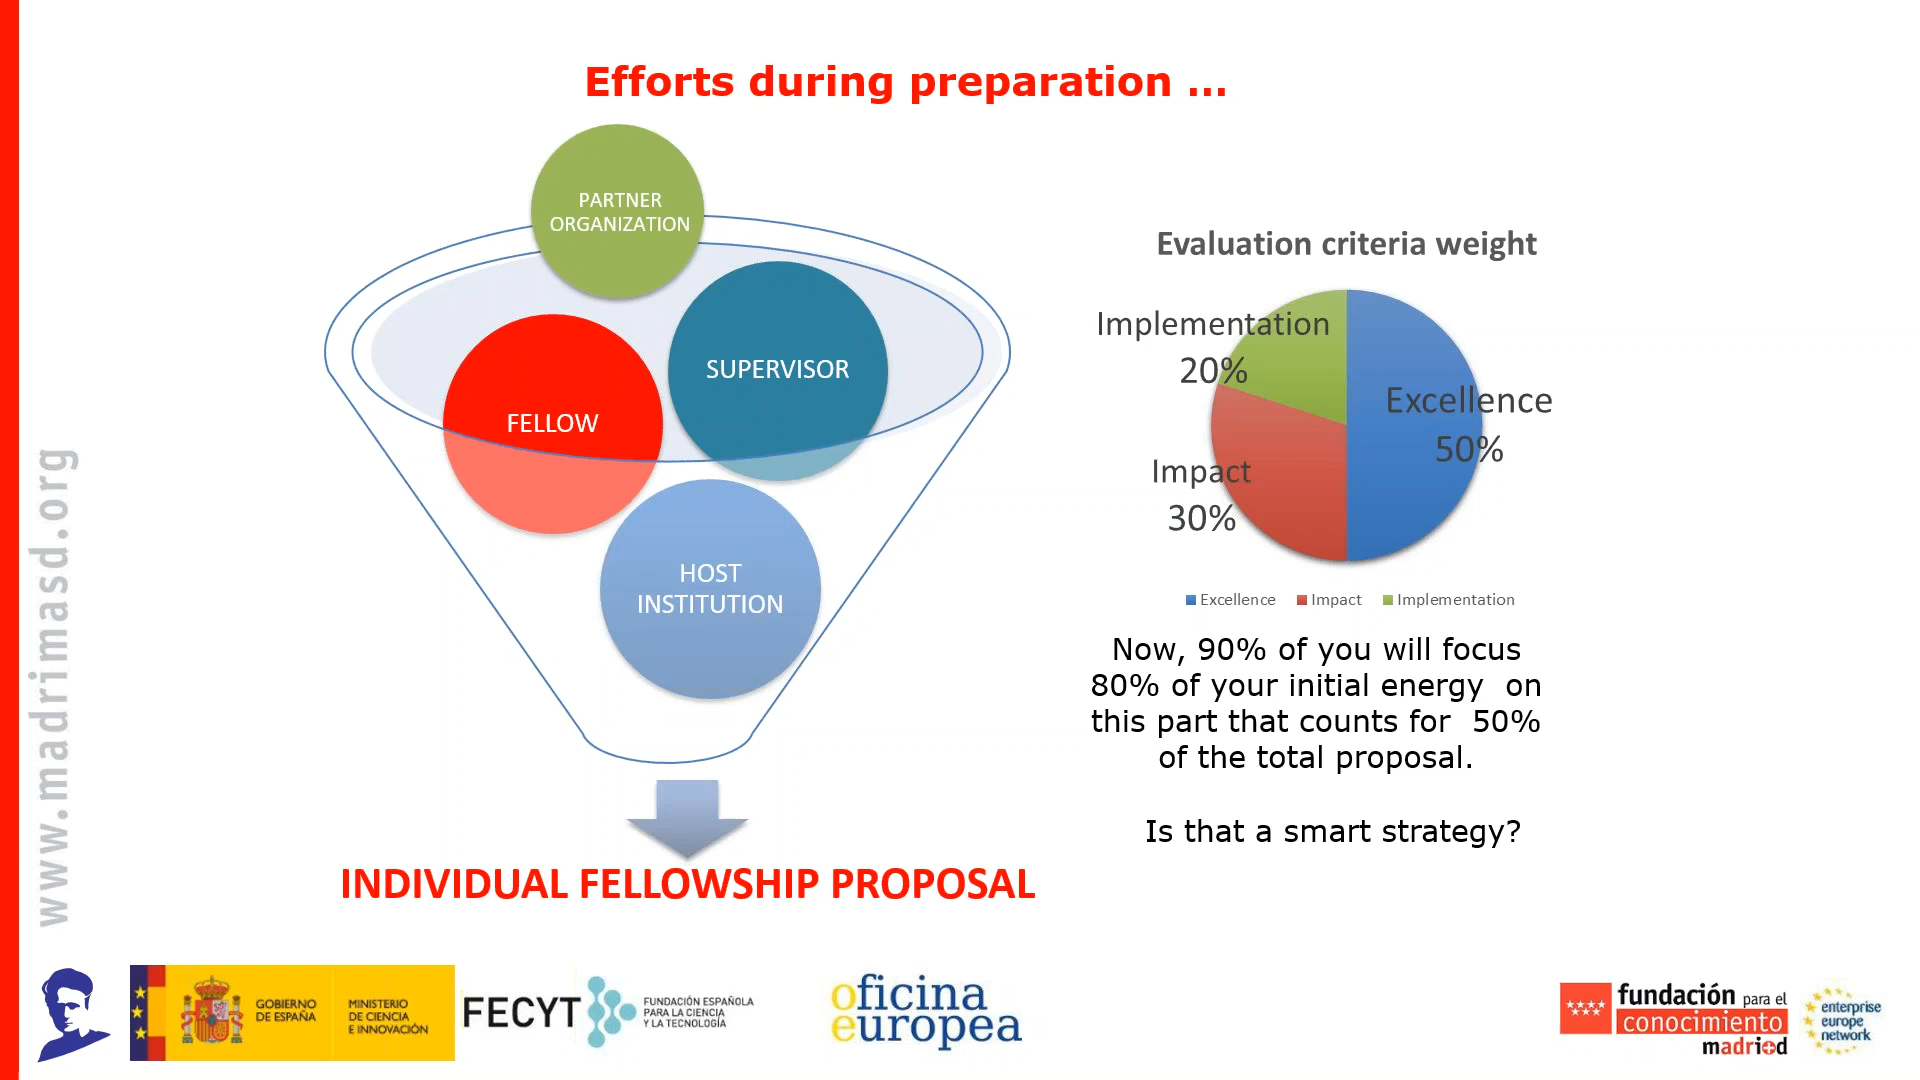 Efforts during preparation ...
PARTNER
ORGANIZATION
SUPERVISOR
FELLOW
HOST
INSTITUTION
INDIVIDUAL FELLOWSHIP PROPOSAL
Evaluation criteria weight
Implementation
20%
Excellence
50%
Impact
30%
Excellence Impact Implementation
Now, 90% of you will focus
80% of your initial energy on
this part that counts for 50%
of the total proposal.
Is that a smart strategy?
www.madrimasd.org
GOBIERNO
DE ESPAÑA
MINISTERIO
DE CIENCIA
E INNOVACIÓN
FECYT
FUNDACIÓN ESPAÑOLA
PARA LA CIENCIA
Y LA TECNOLOGÍA
oficina
europea
fundación para el
conocimiento
madri+d
enterprise
europe
network